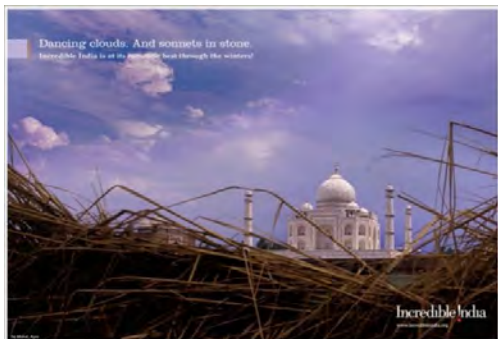 Dancing clouds. And sonnets in stone.
Incredible India is at its best through the winters!
Incredible !ndia
www.incredibleindia.org